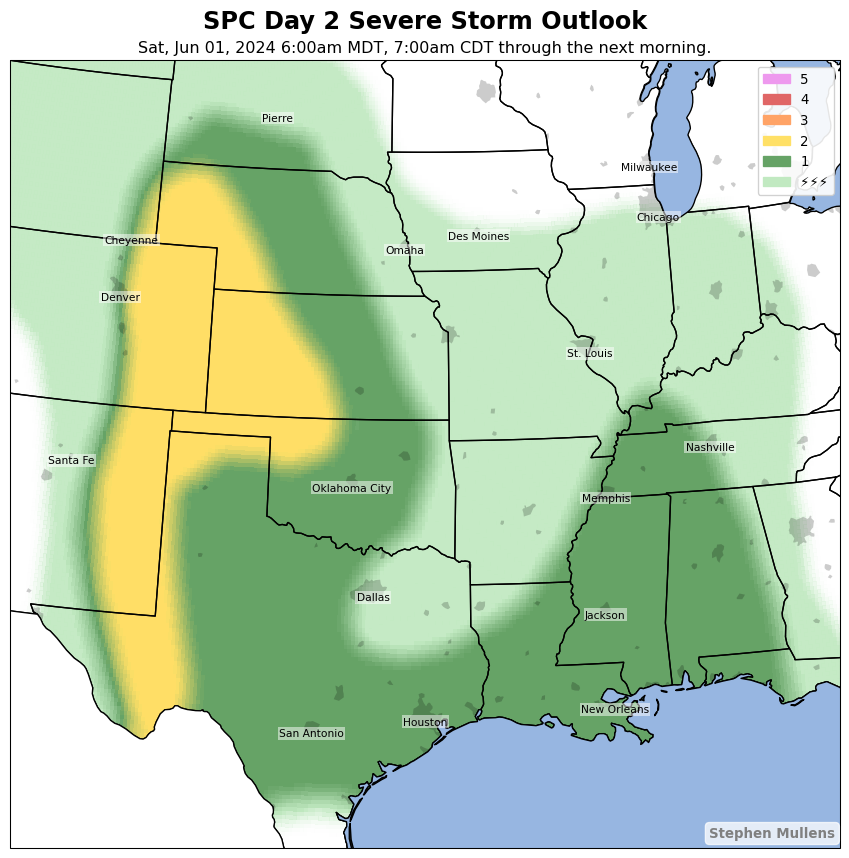 SPC Day 2 Severe Storm Outlook
Sat, Jun 01, 2024 6:00am MDT, 7:00am CDT through the next morning.
5
4
3
2
1
⚡⚡⚡
Pierre
Milwaukee
Chicago
Cheyenne
Omaha
Des Moines
Denver
St. Louis
Santa Fe
Nashville
Oklahoma City
Memphis
Dallas
Jackson
New Orleans
Houston
San Antonio
Stephen Mullens